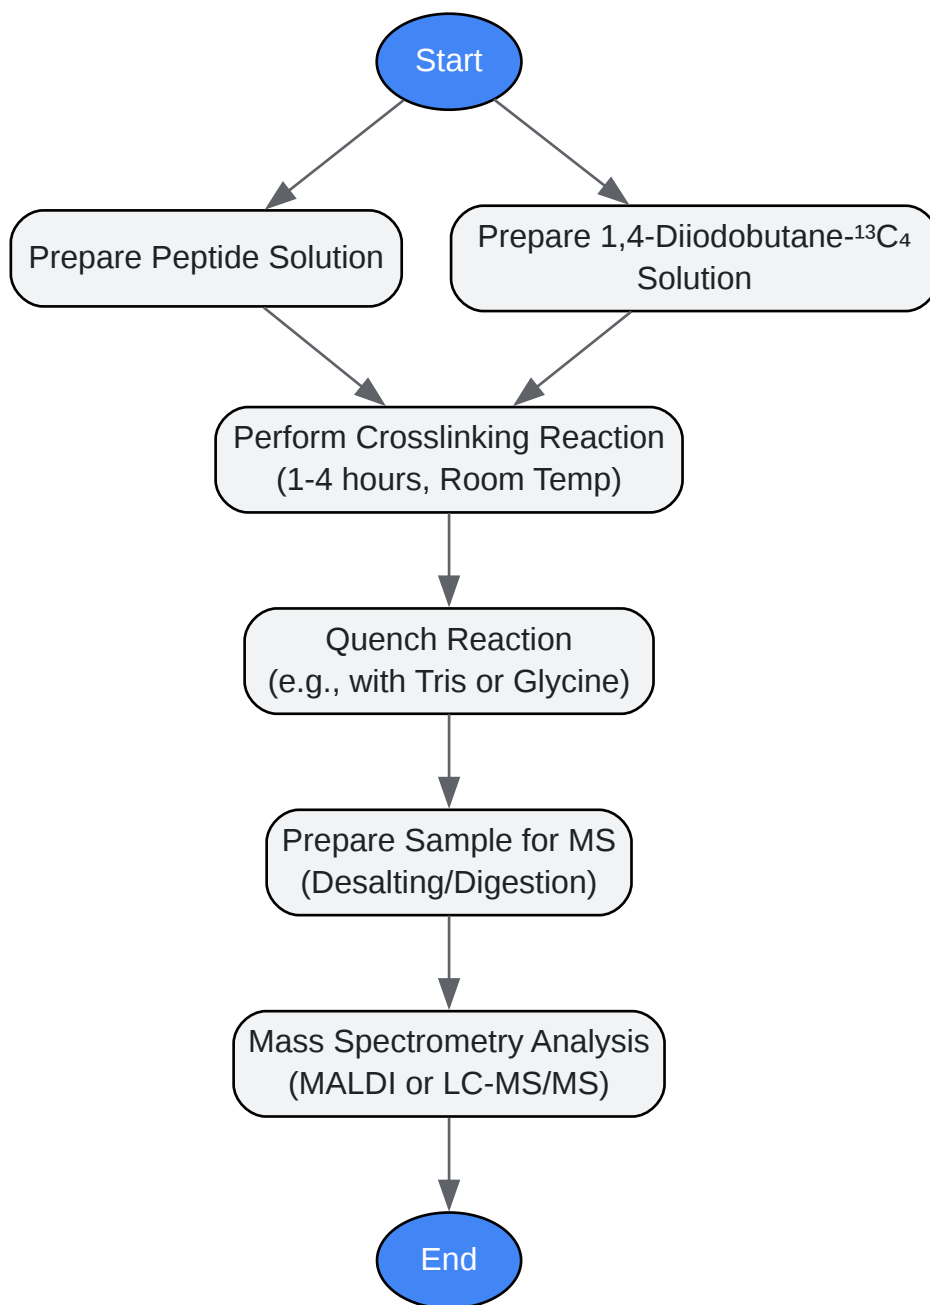 Start
Prepare Peptide Solution
Prepare 1,4-Diiodobutane-¹³C₄
Solution
Perform Crosslinking Reaction
(1-4 hours, Room Temp)
Quench Reaction
(e.g., with Tris or Glycine)
Prepare Sample for MS
(Desalting/Digestion)
Mass Spectrometry Analysis
(MALDI or LC-MS/MS)
End